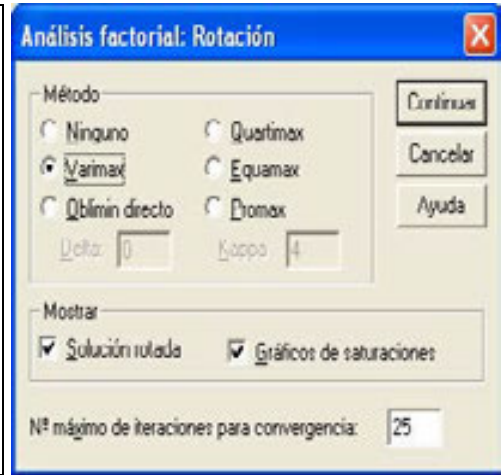 Análisis factorial: Rotación
Método
Ninguno
Quartimax
Varimax
Equamax
Oblimin directo
Promax
Delta: 0
Kappa 4
Continuar
Cancelar
Ayuda
Mostrar
Solución rotada
Gráficos de saturaciones
Nº máximo de iteraciones para convergencia: 25